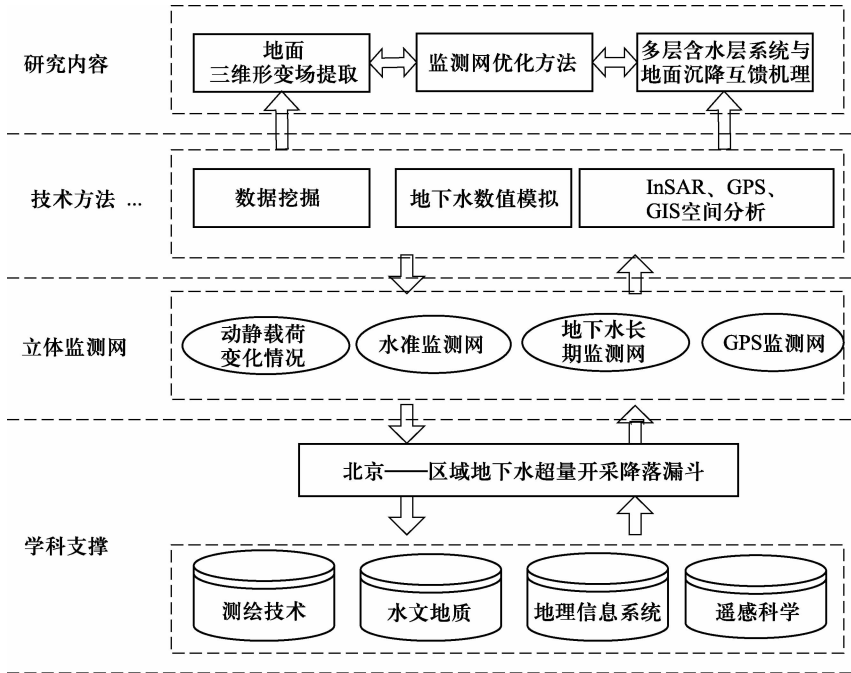 研究内容
地面
三维形变场提取
监测网优化方法
多层含水层系统与
地面沉降互馈机理
技术方法 ...
数据挖掘
地下水数值模拟
InSAR、GPS、
GIS空间分析
立体监测网
动静载荷
变化情况
水准监测网
地下水长
期监测网
GPS监测网
北京——区域地下水超量开采降落漏斗
学科支撑
测绘技术
水文地质
地理信息系统
遥感科学